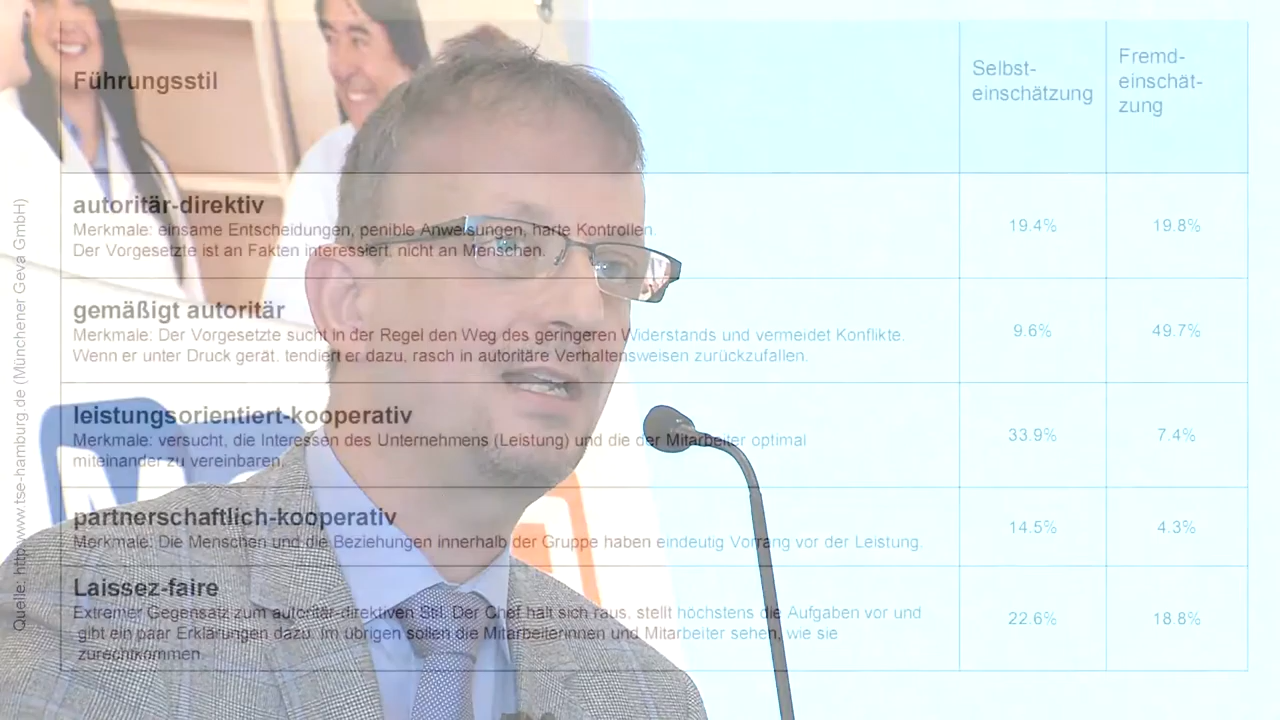 Führungsstil
Selbst-
einschätzung
Fremd-
einschät-
zung
autoritär-direktiv
Merkmale: einsame Entscheidungen, penible Anweisungen, harte Kontrollen.
Der Vorgesetzte ist an Fakten interessiert, nicht an Menschen.
19.4%
19.8%
gemäßigt autoritär
Merkmale: Der Vorgesetzte sucht in der Regel den Weg des geringeren Widerstands und vermeidet Konflikte.
Wenn er unter Druck gerät, tendiert er dazu, rasch in autoritäre Verhaltensweisen zurückzufallen.
9.6%
49.7%
leistungsorientiert-kooperativ
Merkmale: versucht, die Interessen des Unternehmens (Leistung) und die der Mitarbeiter optimal
miteinander zu vereinbaren.
33.9%
7.4%
partnerschaftlich-kooperativ
Merkmale: Die Menschen und die Beziehungen innerhalb der Gruppe haben eindeutig Vorrang vor der Leistung.
14.5%
4.3%
Laissez-faire
Extremer Gegensatz zum autoritär-direktiven Stil. Der Chef hält sich raus, stellt höchstens die Aufgaben vor und
gibt ein paar Erklärungen dazu; im übrigen sollen die Mitarbeiterinnen und Mitarbeiter sehen, wie sie
zurechtkommen.
22.6%
18.8%
Quelle: http://www.tse-hamburg.de (Münchener Geva GmbH)